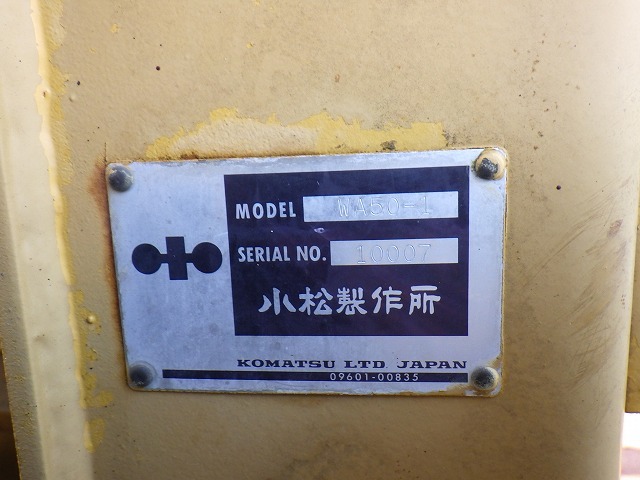 MODEL WA50-1
SERIAL NO. 10007
小松製作所
KOMATSU LTD. JAPAN
09601-00835